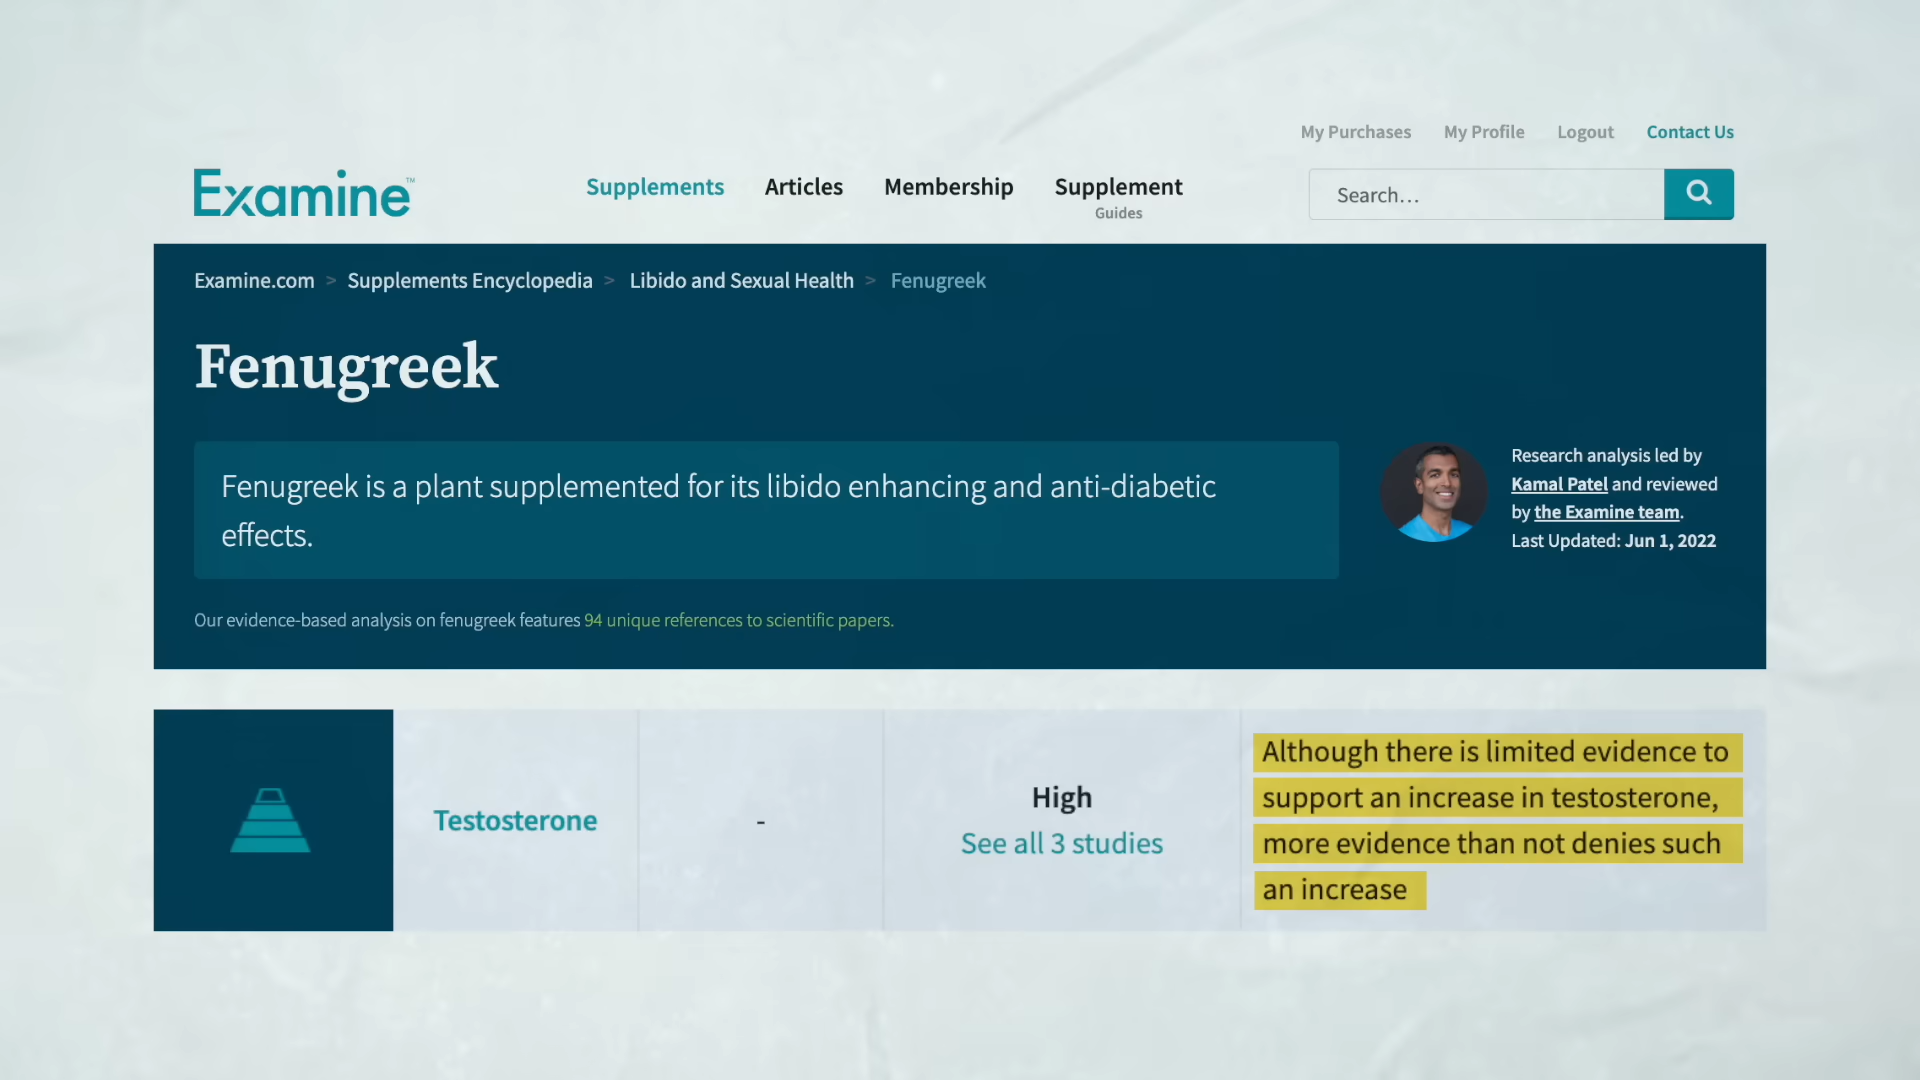 My Purchases My Profile Logout Contact Us
Examine™
Supplements Articles Membership Supplement
Guides
Search...
Examine.com > Supplements Encyclopedia > Libido and Sexual Health > Fenugreek
Fenugreek
Fenugreek is a plant supplemented for its libido enhancing and anti-diabetic
effects.
Research analysis led by
Kamal Patel and reviewed
by the Examine team.
Last Updated: Jun 1, 2022
Our evidence-based analysis on fenugreek features 94 unique references to scientific papers.
Testosterone
-
High
See all 3 studies
Although there is limited evidence to
support an increase in testosterone,
more evidence than not denies such
an increase